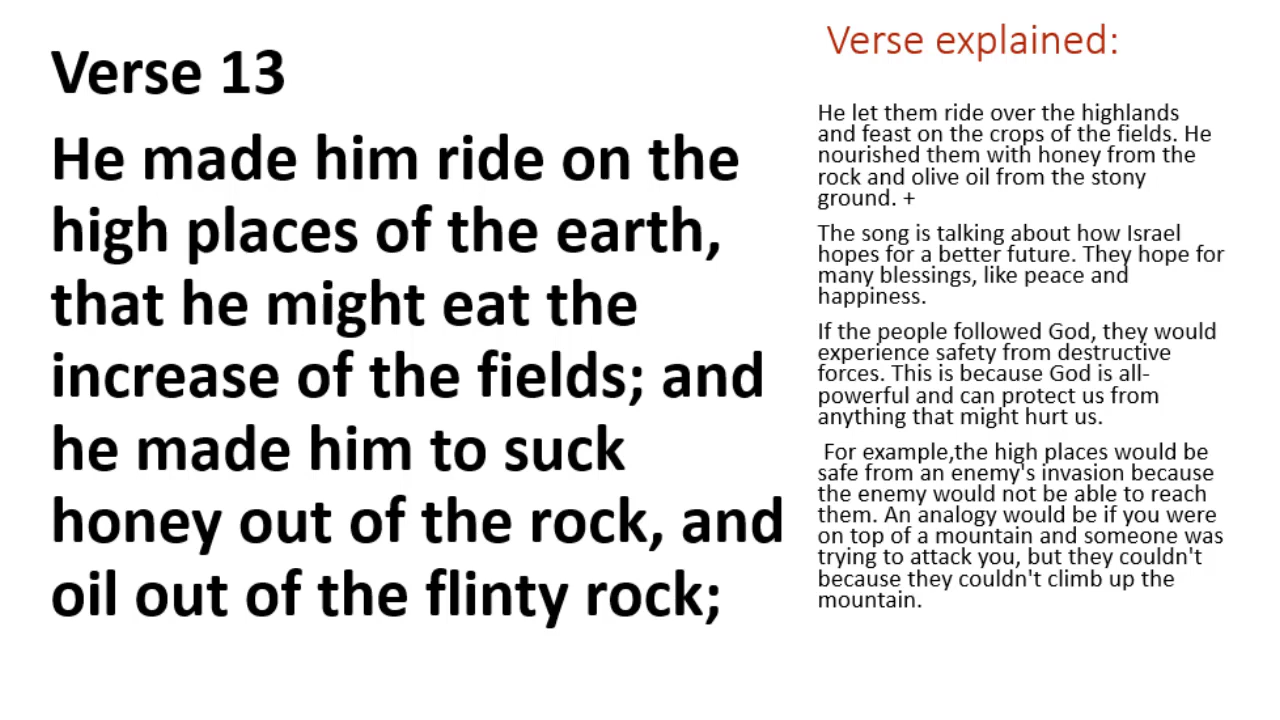 Verse 13
He made him ride on the
high places of the earth,
that he might eat the
increase of the fields; and
he made him to suck
honey out of the rock, and
oil out of the flinty rock;
Verse explained:
He let them ride over the highlands
and feast on the crops of the fields. He
nourished them with honey from the
rock and olive oil from the stony
ground. +
The song is talking about how Israel
hopes for a better future. They hope for
many blessings, like peace and
happiness.
If the people followed God, they would
experience safety from destructive
forces. This is because God is all-
powerful and can protect us from
anything that might hurt us.
For example,the high places would be
safe from an enemy's invasion because
the enemy would not be able to reach
them. An analogy would be if you were
on top of a mountain and someone was
trying to attack you, but they couldn't
because they couldn't climb up the
mountain.